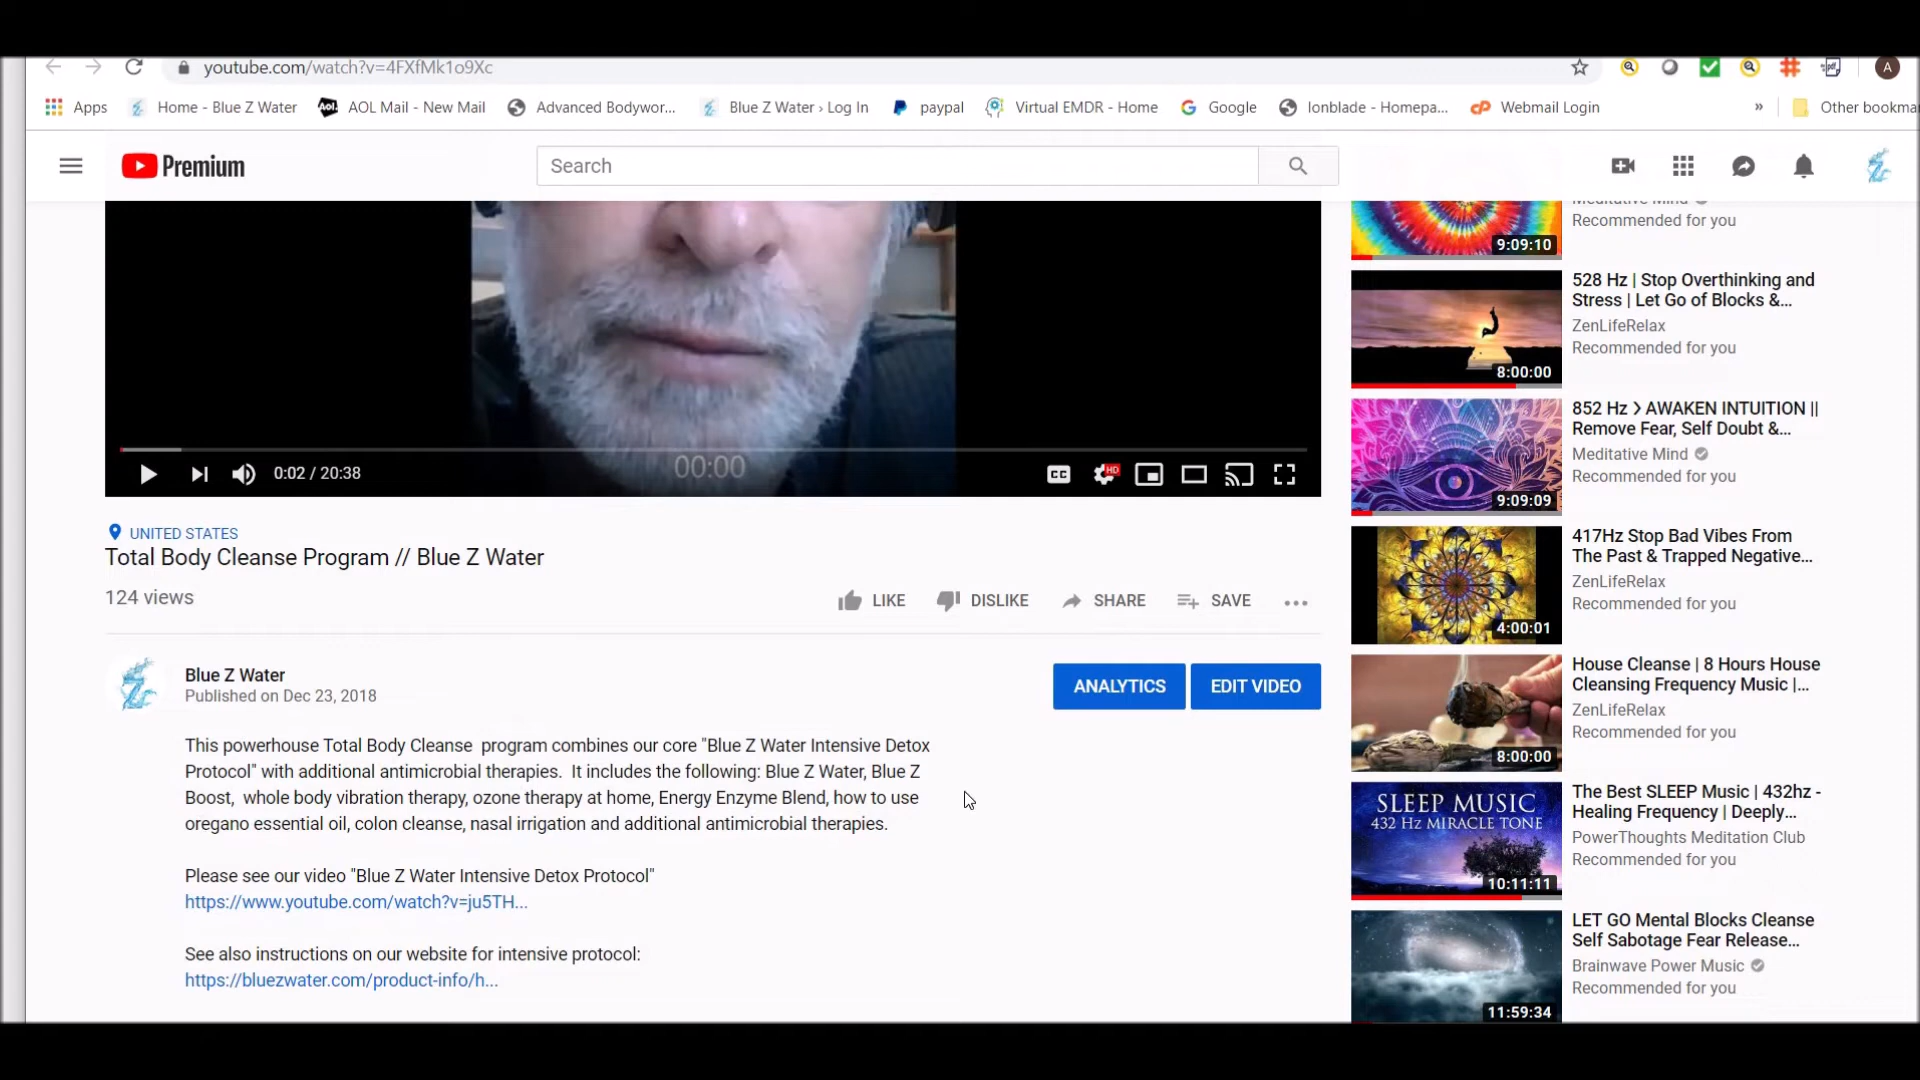 youtube.com/watch?v=4FXfMk1o9Xc
A
Apps Home - Blue Z Water Aol. AOL Mail - New Mail Advanced Bodywor... Blue Z Water › Log In paypal Virtual EMDR - Home Google Ionblade - Homepa... cP Webmail Login » Other bookmar
Premium
Search
00:00
0:02 / 20:38
CC
HD
UNITED STATES
Total Body Cleanse Program // Blue Z Water
124 views
LIKE DISLIKE SHARE SAVE
Blue Z Water
Published on Dec 23, 2018
ANALYTICS EDIT VIDEO
This powerhouse Total Body Cleanse program combines our core "Blue Z Water Intensive Detox
Protocol" with additional antimicrobial therapies. It includes the following: Blue Z Water, Blue Z
Boost, whole body vibration therapy, ozone therapy at home, Energy Enzyme Blend, how to use
oregano essential oil, colon cleanse, nasal irrigation and additional antimicrobial therapies.
Please see our video "Blue Z Water Intensive Detox Protocol"
https://www.youtube.com/watch?v=ju5TH...
See also instructions on our website for intensive protocol:
https://bluezwater.com/product-info/h...
Meditative Mind
Recommended for you
9:09:10
528 Hz | Stop Overthinking and
Stress | Let Go of Blocks &...
ZenLifeRelax
Recommended for you
8:00:00
852 Hz > AWAKEN INTUITION ||
Remove Fear, Self Doubt &...
Meditative Mind
Recommended for you
9:09:09
417Hz Stop Bad Vibes From
The Past & Trapped Negative...
ZenLifeRelax
Recommended for you
4:00:01
House Cleanse | 8 Hours House
Cleansing Frequency Music |...
ZenLifeRelax
Recommended for you
8:00:00
SLEEP MUSIC
432 Hz MIRACLE TONE
10:11:11
The Best SLEEP Music | 432hz -
Healing Frequency | Deeply...
PowerThoughts Meditation Club
Recommended for you
LET GO Mental Blocks Cleanse
Self Sabotage Fear Release...
Brainwave Power Music
Recommended for you
11:59:34